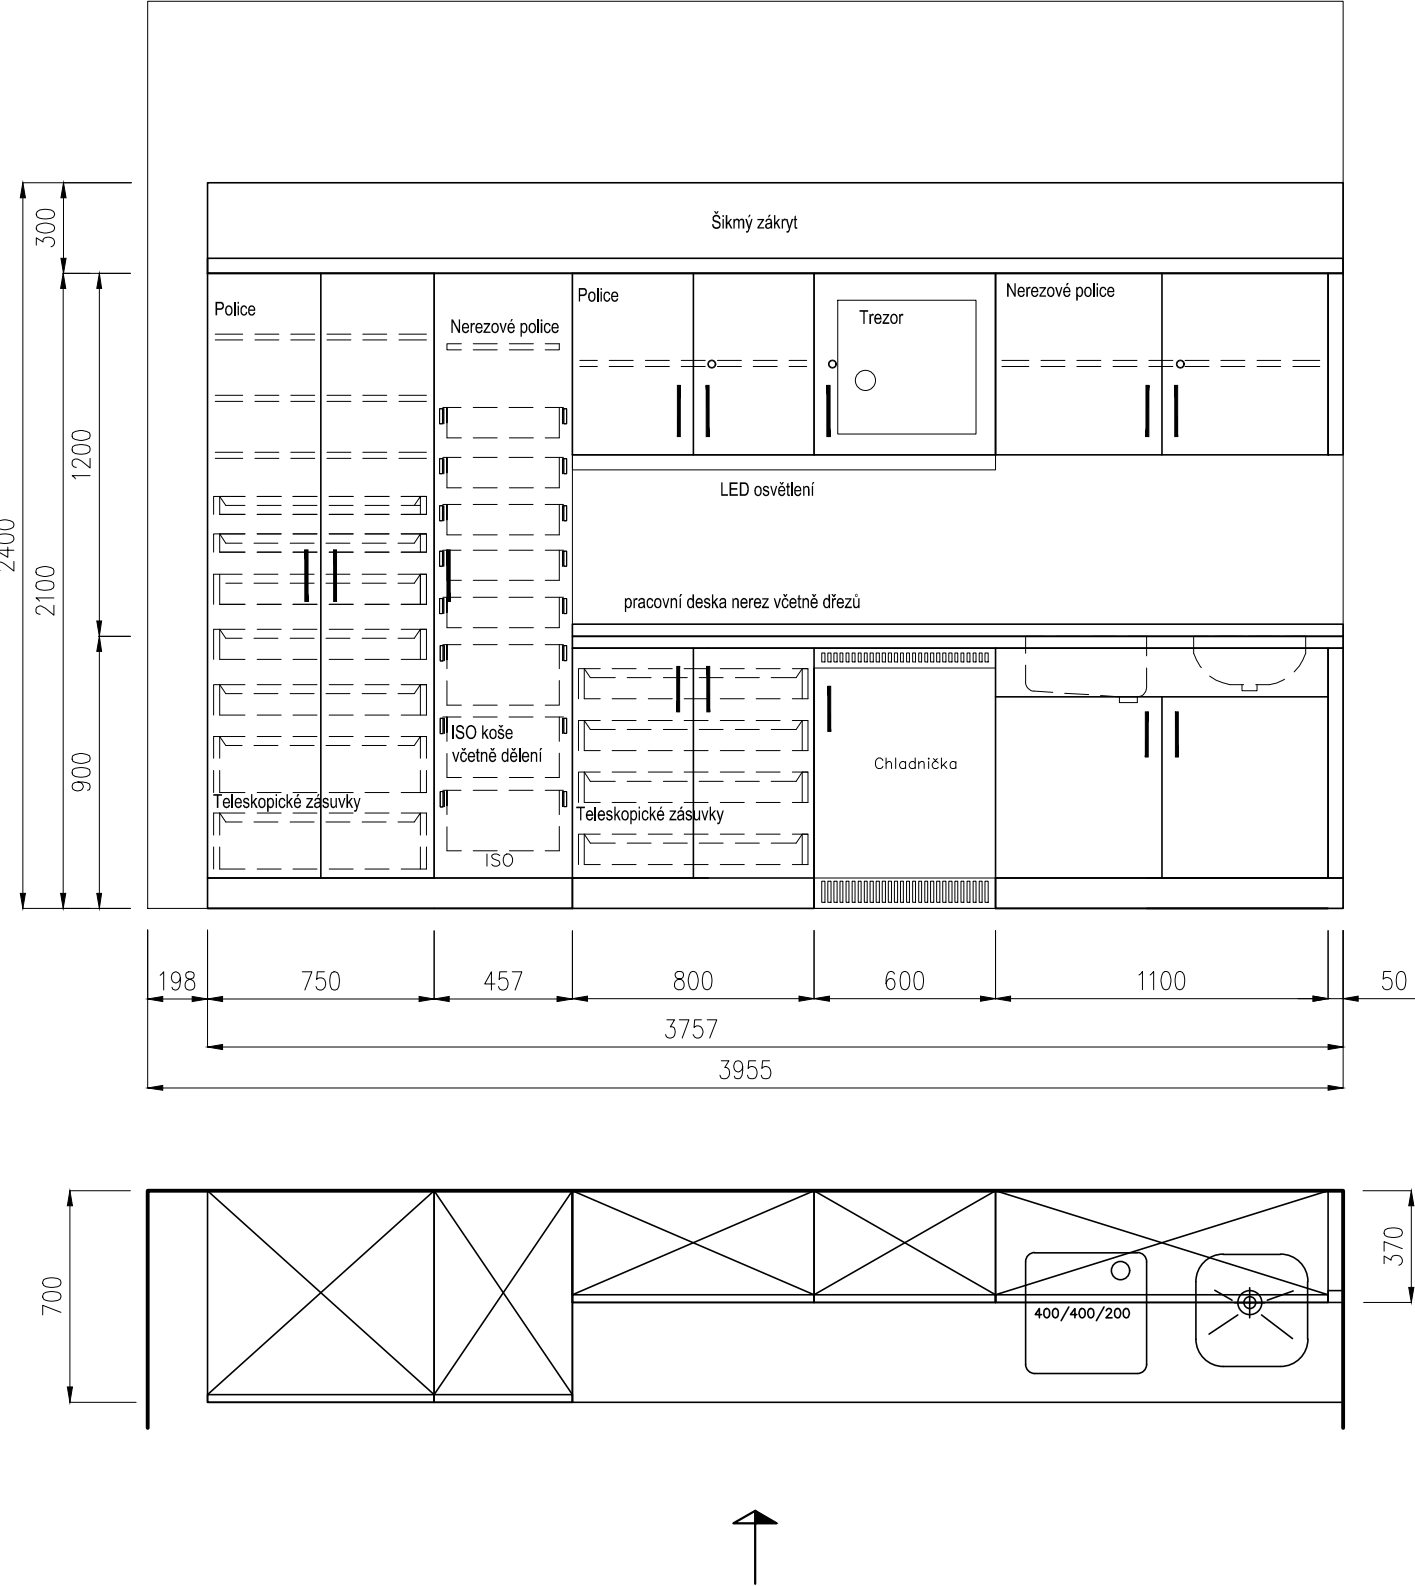 Šikmý zákryt
300
Police
Nerezové police
Police
Trezor
Nerezové police
1200
2400
2100
LED osvětlení
pracovní deska nerez včetně dřezů
900
ISO koše
včetně dělení
Chladnička
Teleskopické zásuvky
Teleskopické zásuvky
ISO
198
750
457
800
600
1100
50
3757
3955
700
370
400/400/200